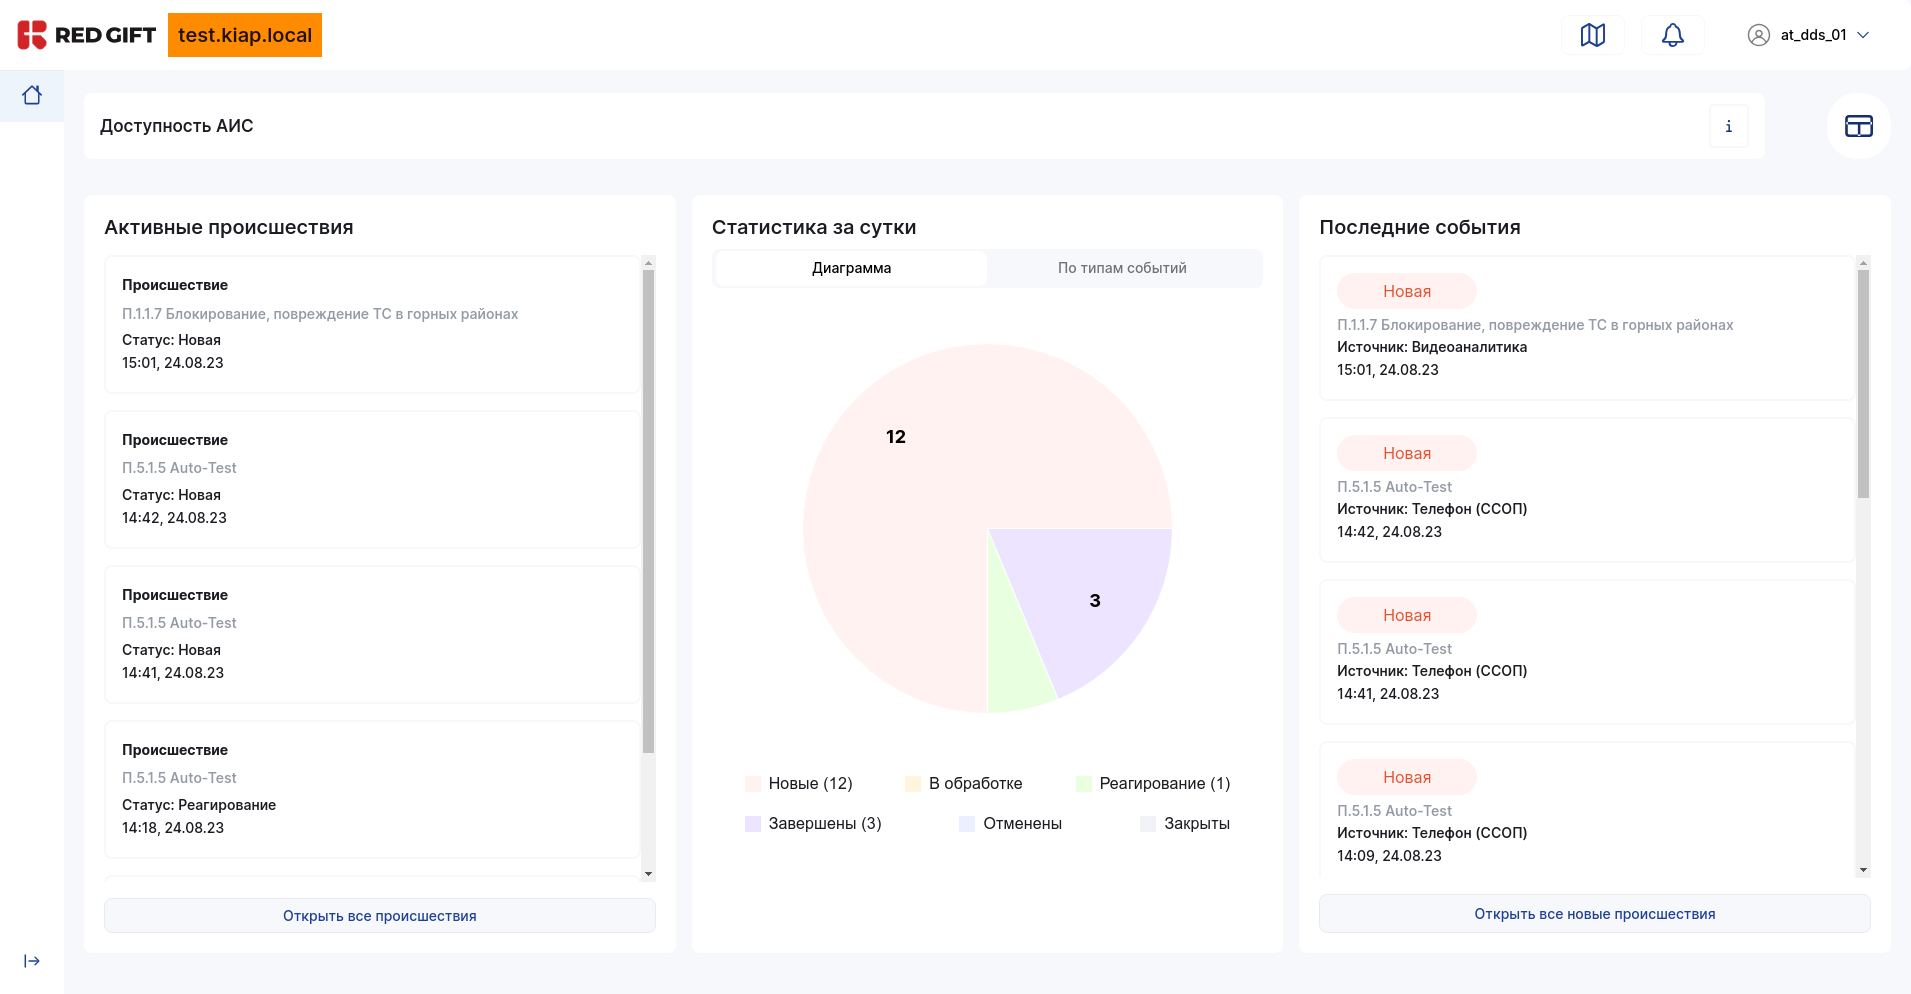 RED GIFT
test.kiap.local
at_dds_01
Доступность АИС
i
Активные происшествия
Происшествие
П.1.1.7 Блокирование, повреждение ТС в горных районах
Статус: Новая
15:01, 24.08.23
Происшествие
П.5.1.5 Auto-Test
Статус: Новая
14:42, 24.08.23
Происшествие
П.5.1.5 Auto-Test
Статус: Новая
14:41, 24.08.23
Происшествие
П.5.1.5 Auto-Test
Статус: Реагирование
14:18, 24.08.23
Открыть все происшествия
Статистика за сутки
Диаграмма
По типам событий
12
3
Новые (12)
В обработке
Реагирование (1)
Завершены (3)
Отменены
Закрыты
Последние события
Новая
П.1.1.7 Блокирование, повреждение ТС в горных районах
Источник: Видеоаналитика
15:01, 24.08.23
Новая
П.5.1.5 Auto-Test
Источник: Телефон (ССОП)
14:42, 24.08.23
Новая
П.5.1.5 Auto-Test
Источник: Телефон (ССОП)
14:41, 24.08.23
Новая
П.5.1.5 Auto-Test
Источник: Телефон (ССОП)
14:09, 24.08.23
Открыть все новые происшествия